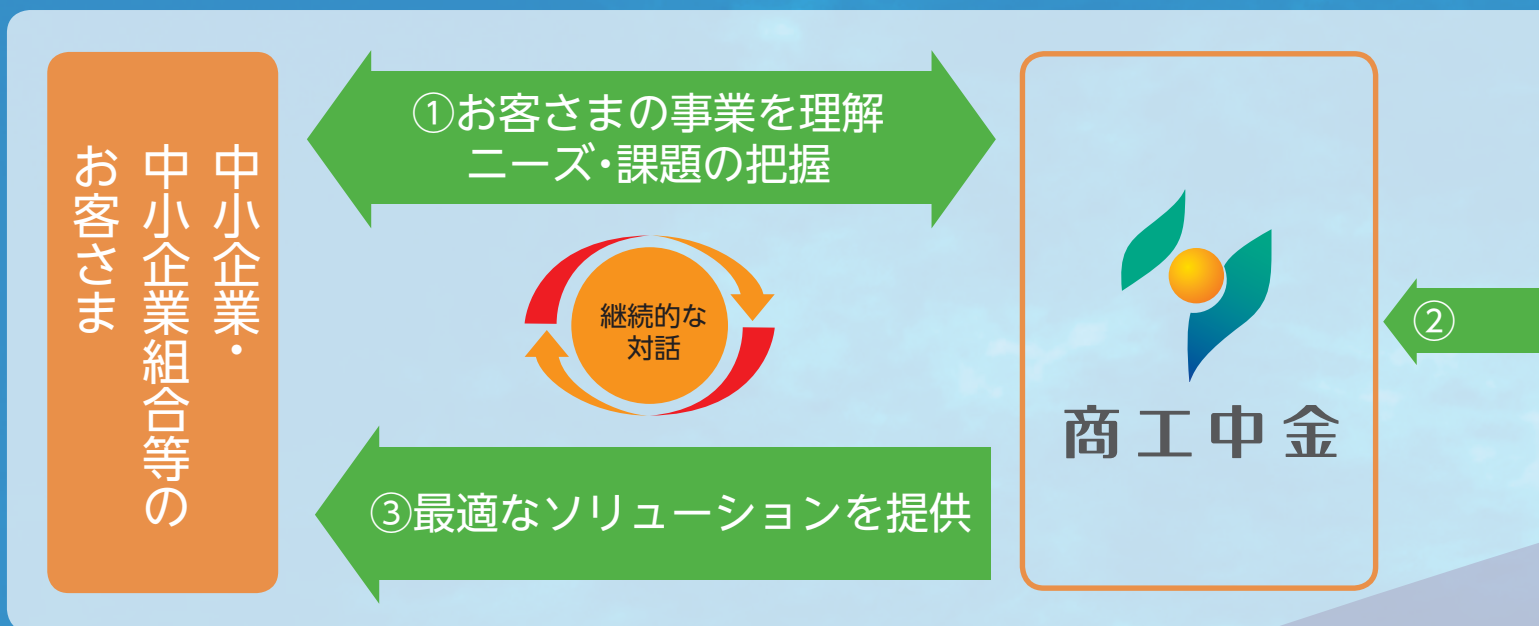 中小企業・
中小企業組合等の
お客さま
①お客さまの事業を理解
ニーズ・課題の把握
継続的な
対話
③最適なソリューションを提供
商工中金
②